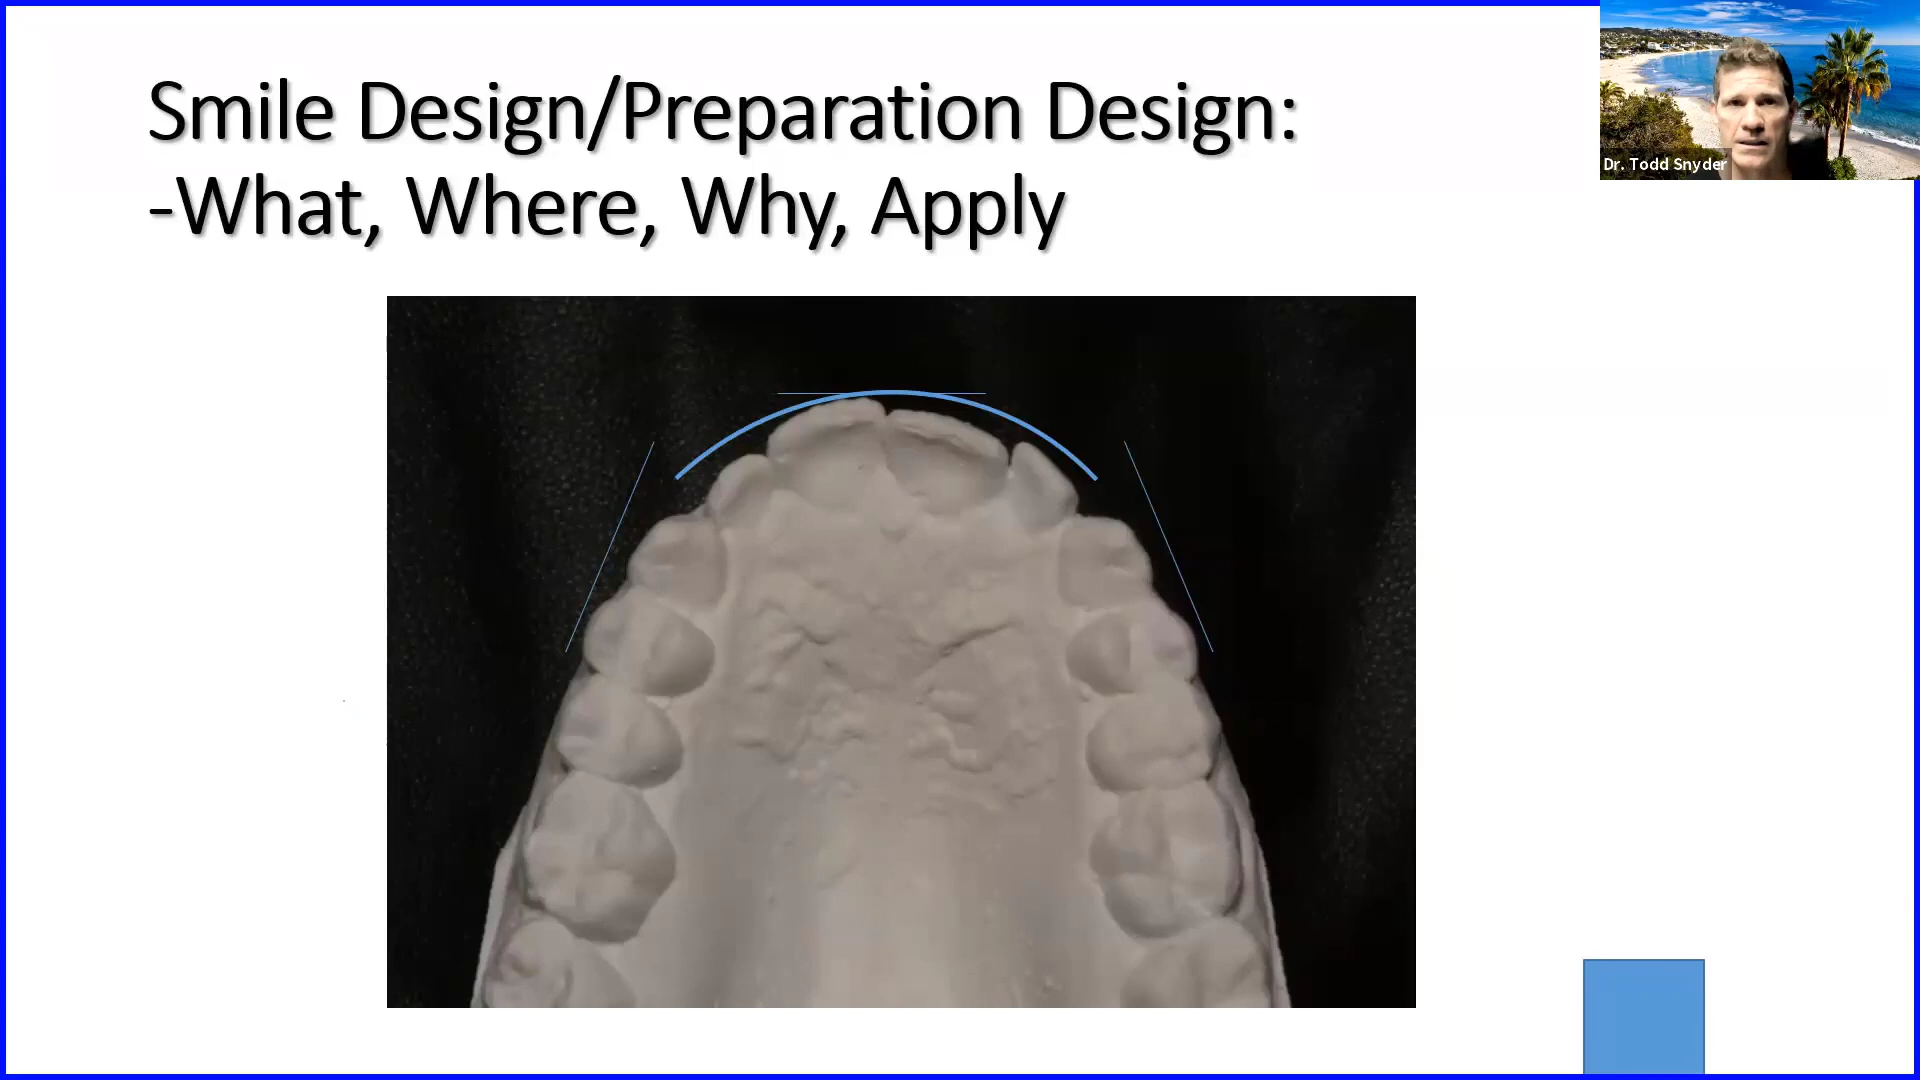 Smile Design/Preparation Design:
-What, Where, Why, Apply
Dr. Todd Snyder